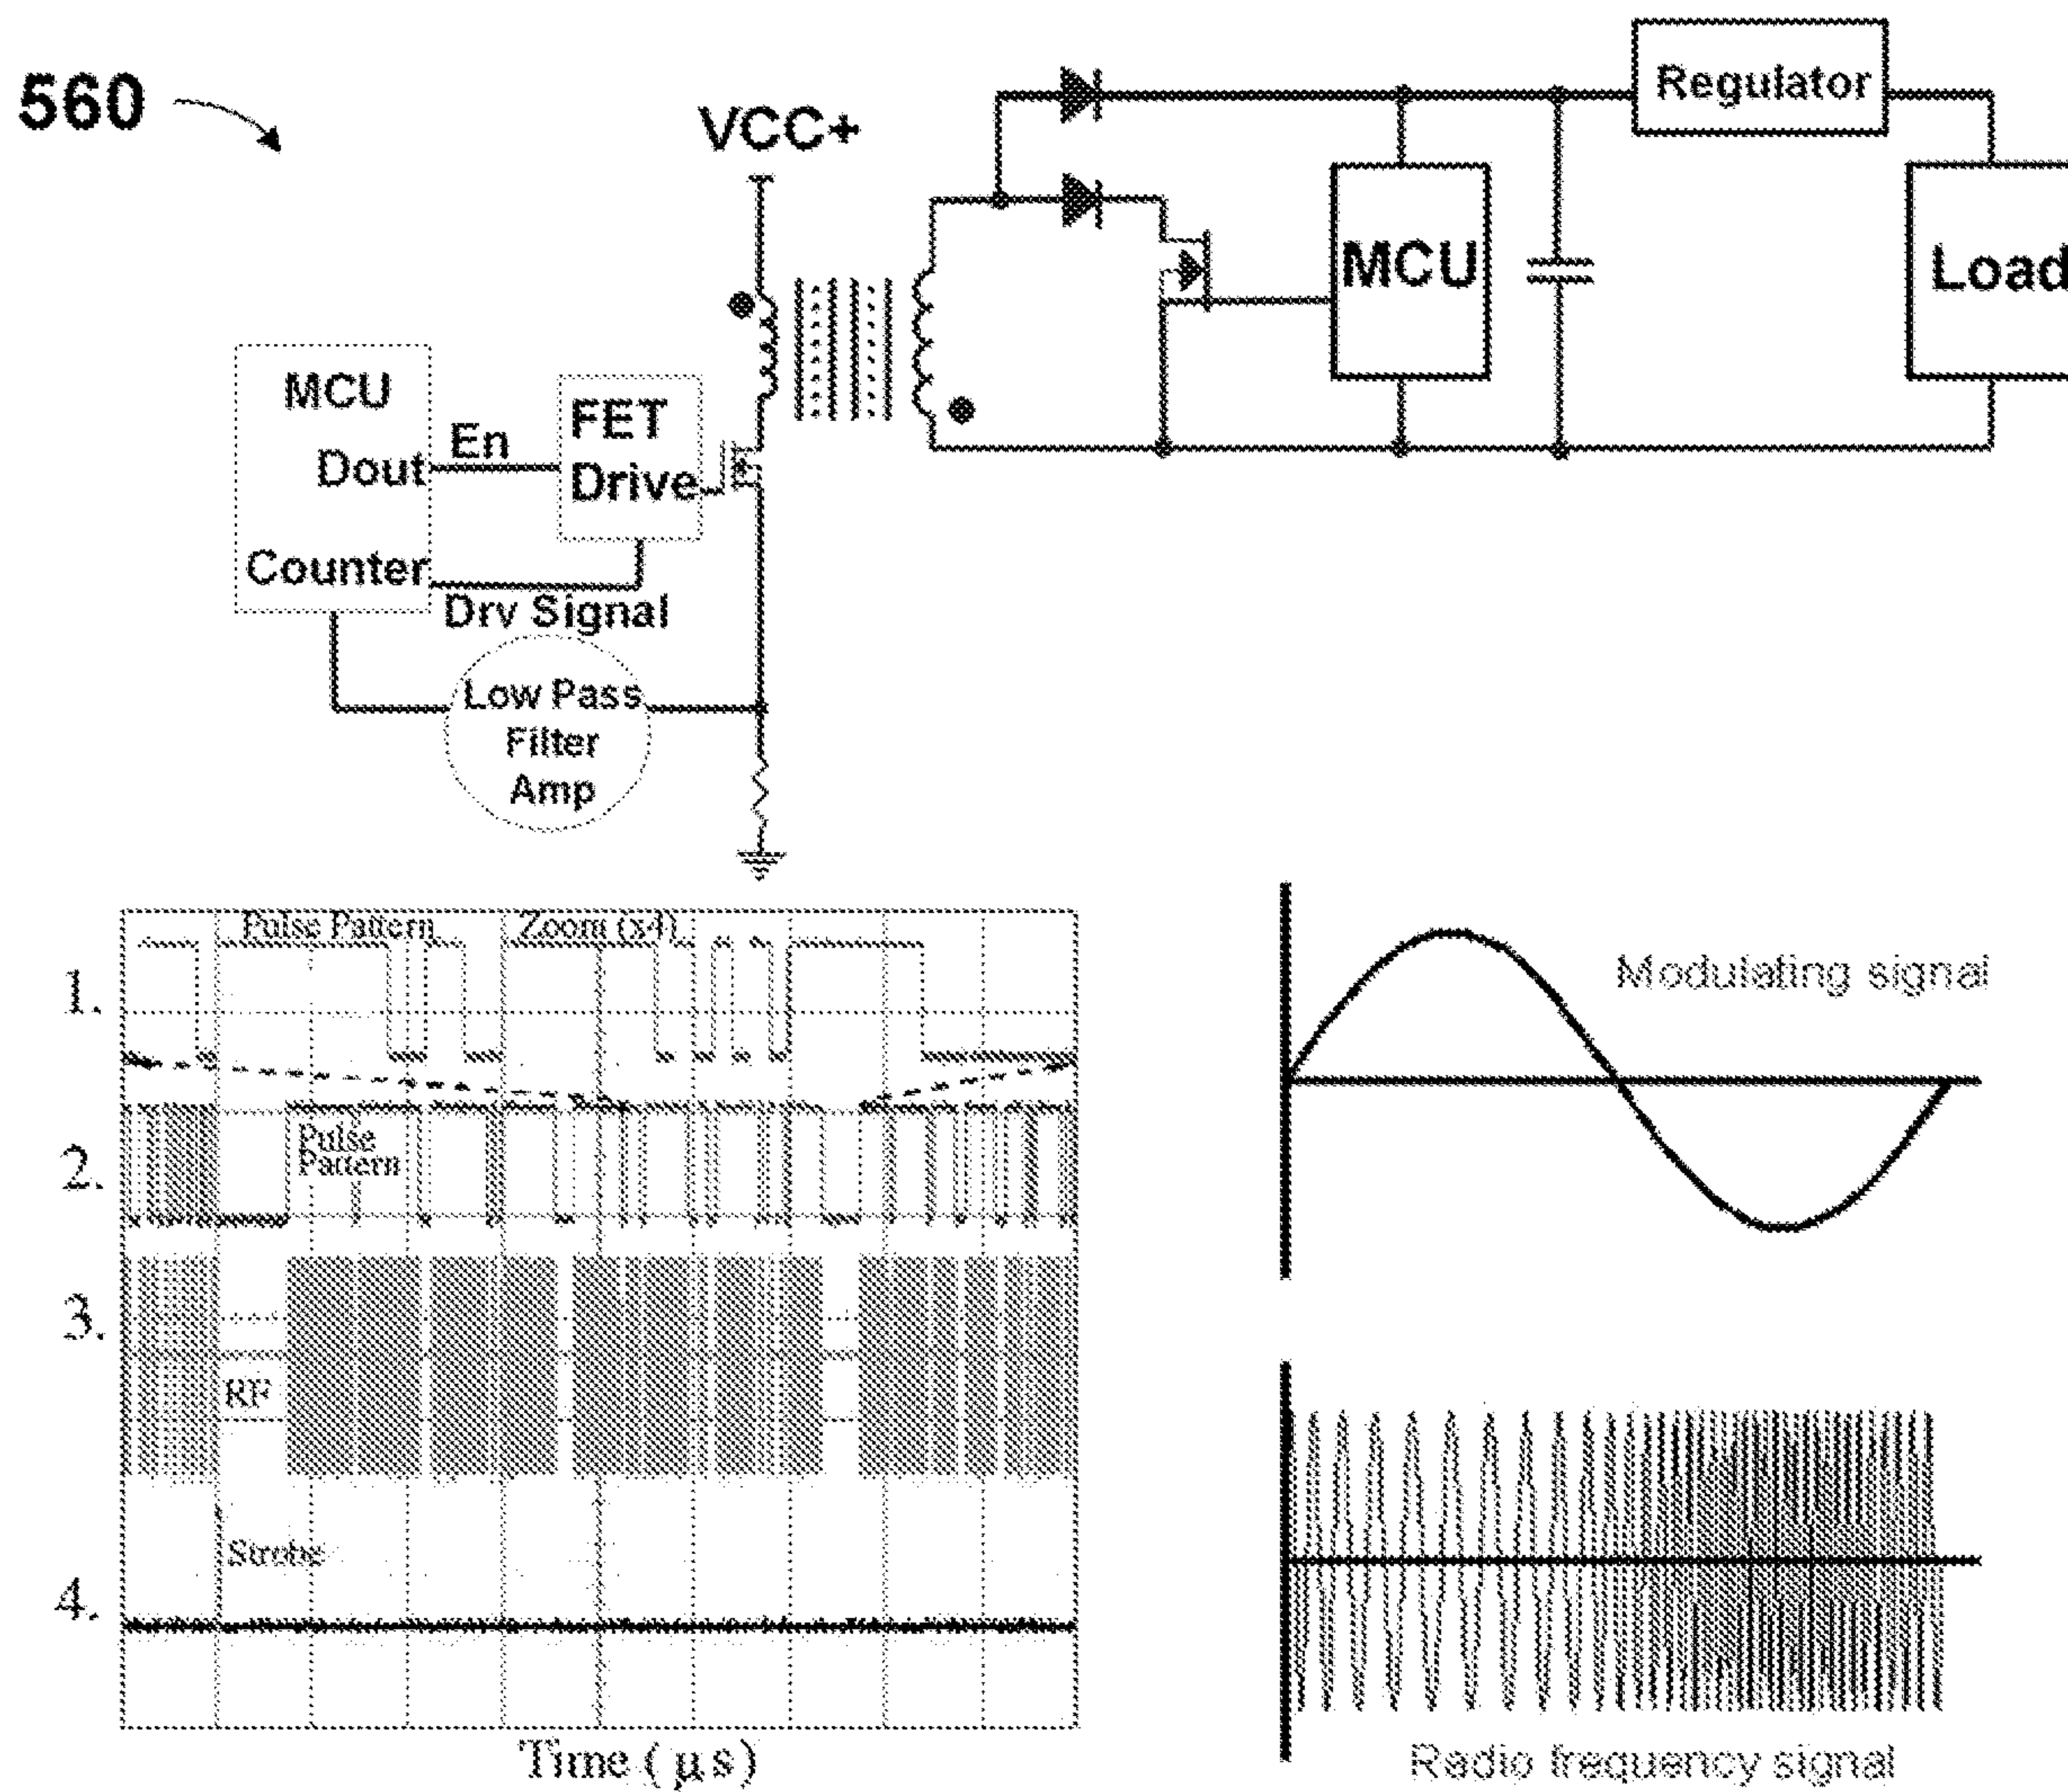 560
VCC+
Regulator
MCU
Load
MCU
Dout
Counter
En
FET
Drive
Drv Signal
Low Pass
Filter
Amp
Pulse Pattern
Zoom (x4)
1.
2.
Pulse
Pattern
3.
RF
Strobe
4.
Time ( μs)
Modulating signal
Radio frequency signal